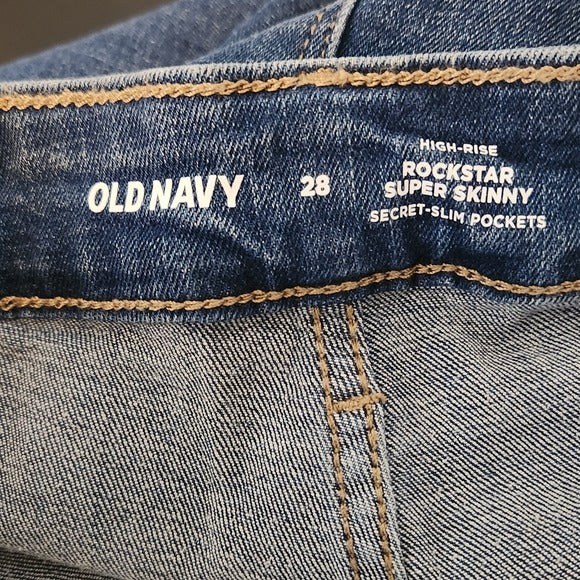 OLD NAVY
28
HIGH-RISE
ROCKSTAR
SUPER SKINNY
SECRET-SLIM POCKETS